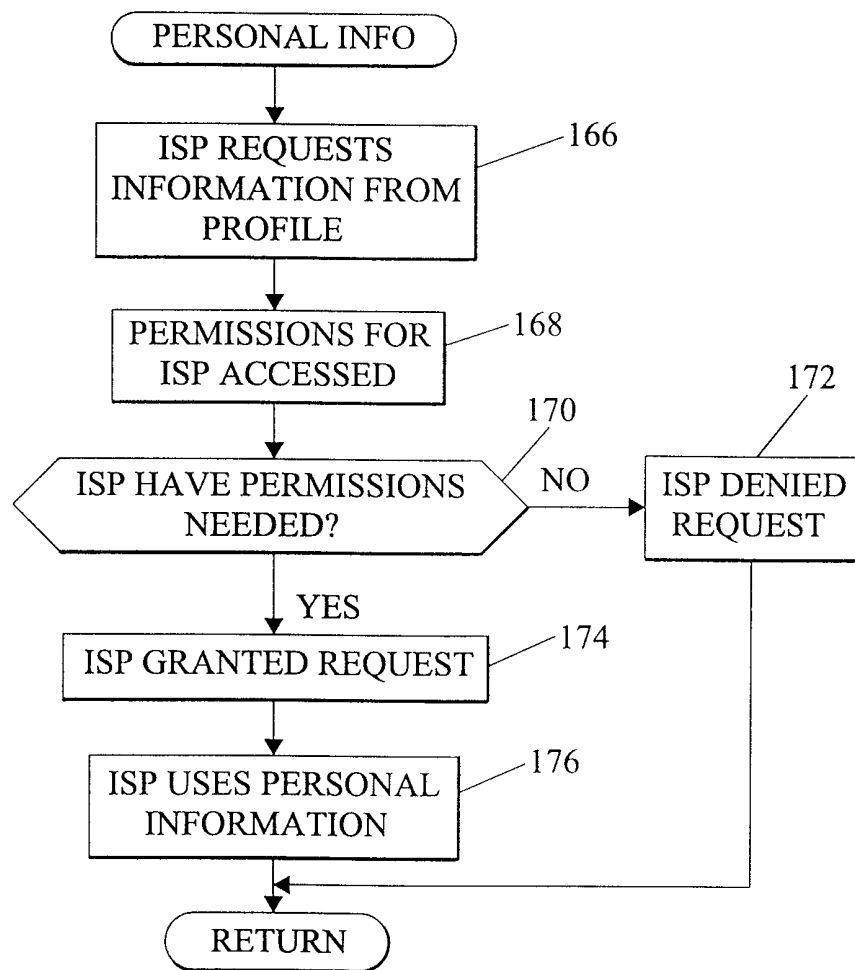 PERSONAL INFO
ISP REQUESTS
INFORMATION FROM
PROFILE
166
PERMISSIONS FOR
ISP ACCESSED
168
170
172
ISP HAVE PERMISSIONS
NEEDED?
NO
ISP DENIED
REQUEST
YES
ISP GRANTED REQUEST
174
ISP USES PERSONAL
INFORMATION
176
RETURN